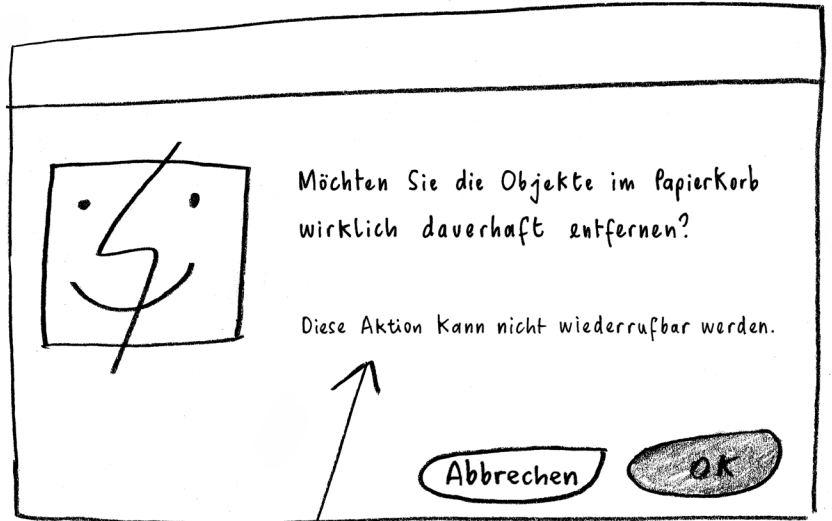 Möchten Sie die Objekte im Papierkorb
wirklich dauerhaft entfernen?
Diese Aktion kann nicht wiederrufbar werden.
Abbrechen
OK